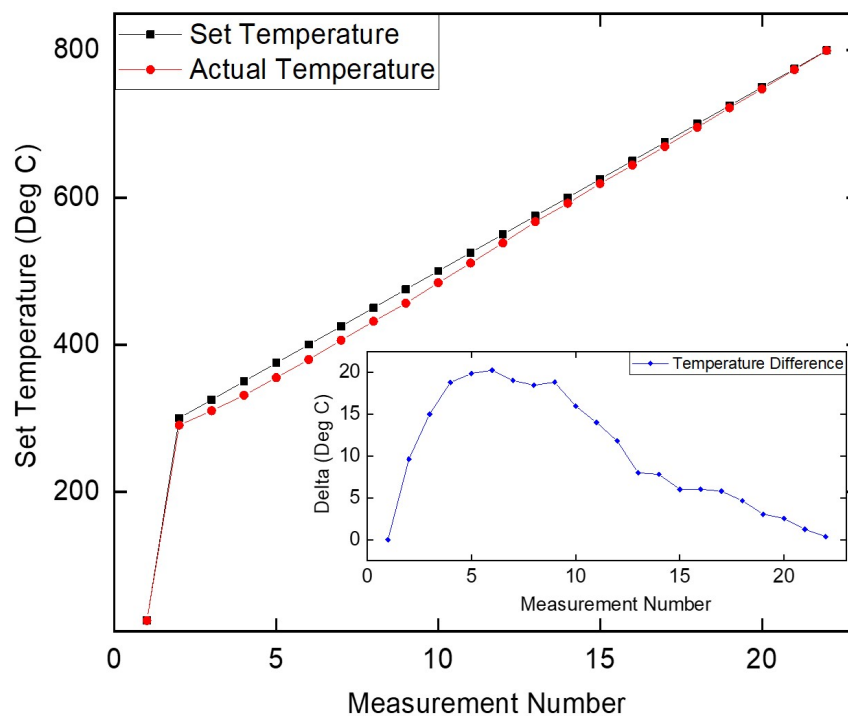 Set Temperature
Actual Temperature
800
600
400
200
Set Temperature (Deg C)
0
5
10
15
20
Measurement Number
Temperature Difference
20
15
10
5
0
Delta (Deg C)
0
5
10
15
20
Measurement Number